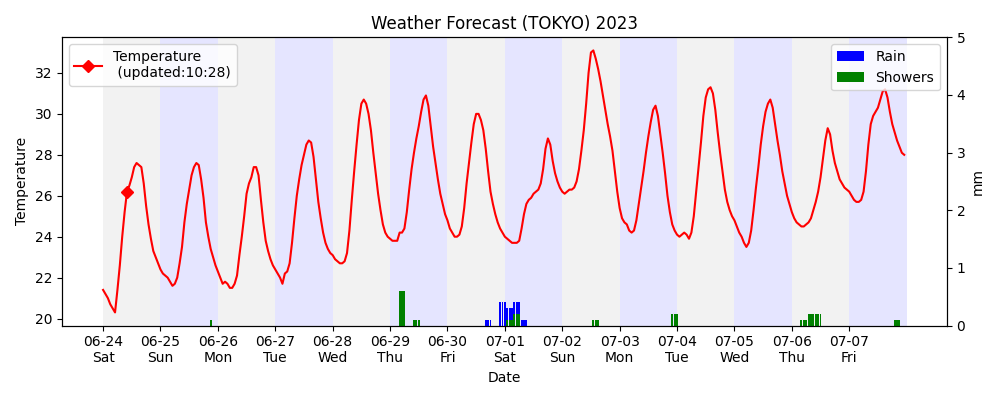 Weather Forecast (TOKYO) 2023
Temperature
(updated:10:28)
Rain
Showers
Temperature
32
30
28
26
24
22
20
5
4
3
2
1
0
mm
06-24 06-25 06-26 06-27 06-28 06-29 06-30 07-01 07-02 07-03 07-04 07-05 07-06 07-07
Sat Sun Mon Tue Wed Thu Fri Sat Sun Mon Tue Wed Thu Fri
Date